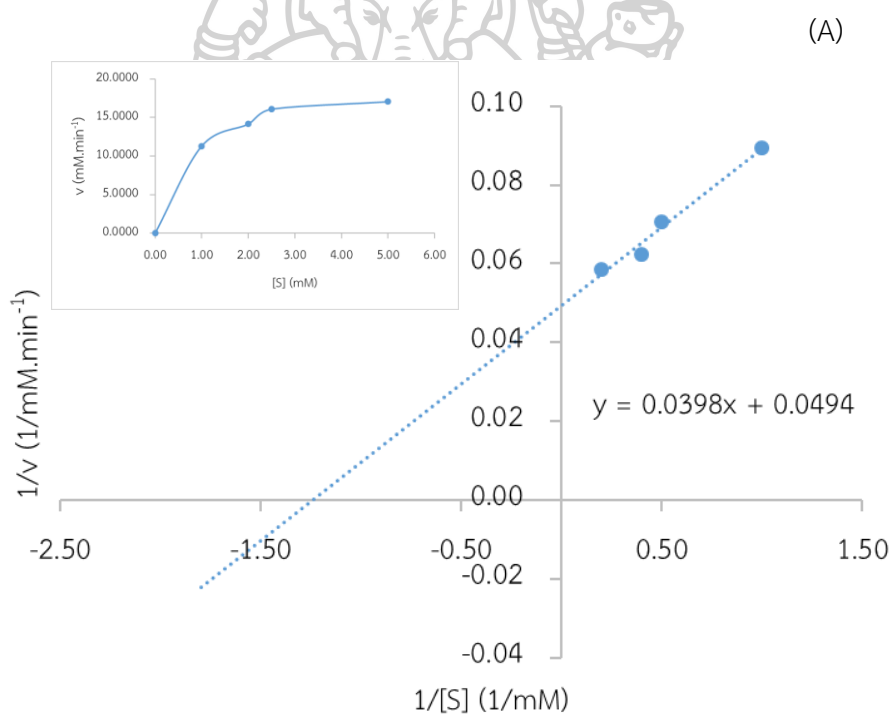 (A)
20.0000
15.0000
10.0000
5.0000
0.0000
v (mM.min⁻¹)
0.00 1.00 2.00 3.00 4.00 5.00 6.00
[S] (mM)
0.10
0.08
0.06
0.04
0.02
0.00
-0.02
-0.04
1/v (1/mM.min⁻¹)
y = 0.0398x + 0.0494
-2.50 -1.50 -0.50 0.50 1.50
1/[S] (1/mM)